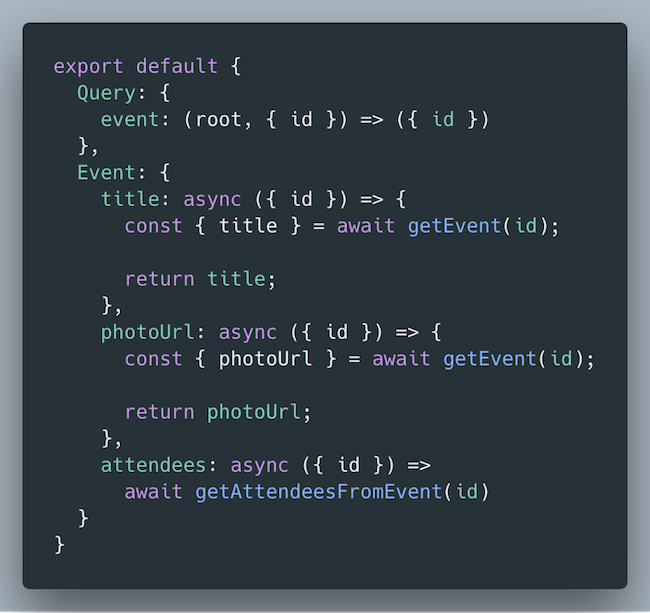 export default {
  Query: {
    event: (root, { id }) => ({ id })
  },
  Event: {
    title: async ({ id }) => {
      const { title } = await getEvent(id);

      return title;
    },
    photoUrl: async ({ id }) => {
      const { photoUrl } = await getEvent(id);

      return photoUrl;
    },
    attendees: async ({ id }) =>
      await getAttendeesFromEvent(id)
  }
}